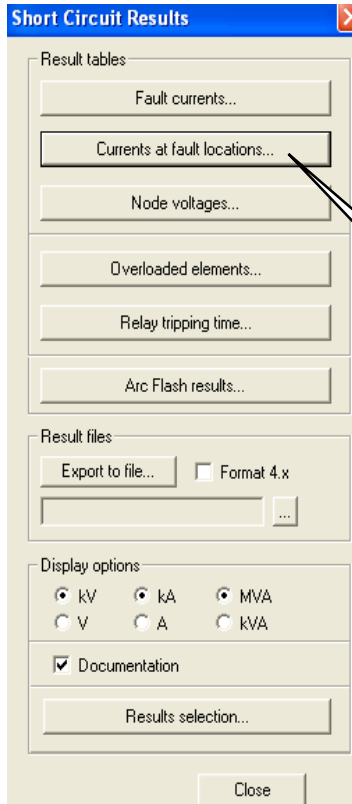 Short Circuit Results
Result tables
Fault currents...
Currents at fault locations...
Node voltages...
Overloaded elements...
Relay tripping time...
Arc Flash results...
Result files
Export to file... Format 4.x
...
Display options
kV kA MVA
V A kVA
Documentation
Results selection...
Close